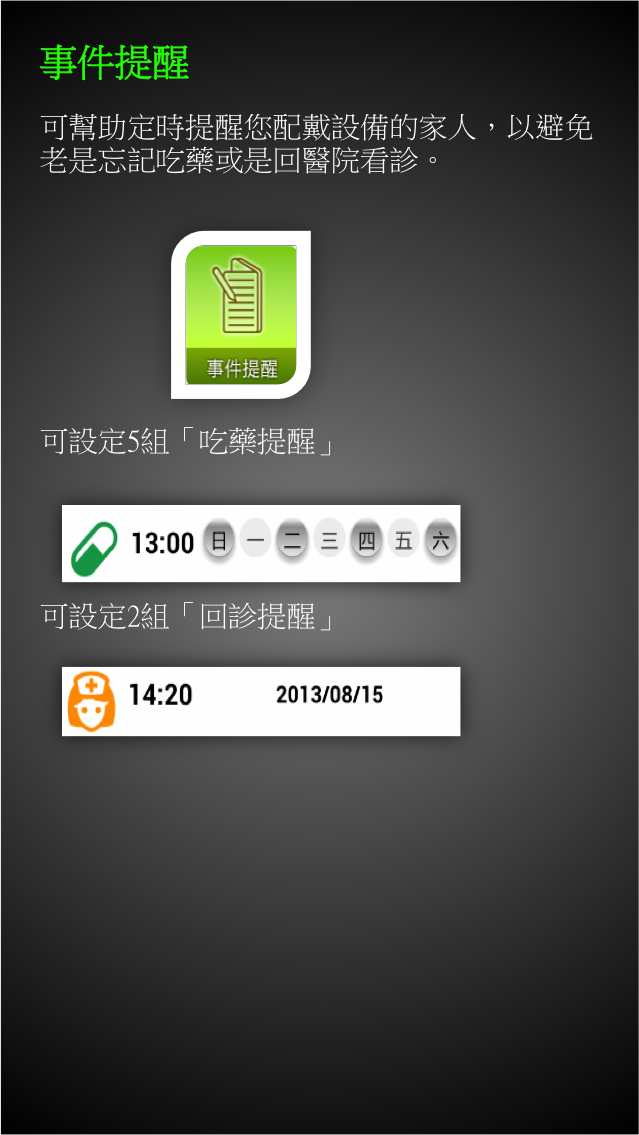 事件提醒
可幫助定時提醒您配戴設備的家人，以避免
老是忘記吃藥或是回醫院看診。
事件提醒
可設定5組「吃藥提醒」
13:00 日 一 二 三 四 五 六
可設定2組「回診提醒」
14:20 2013/08/15